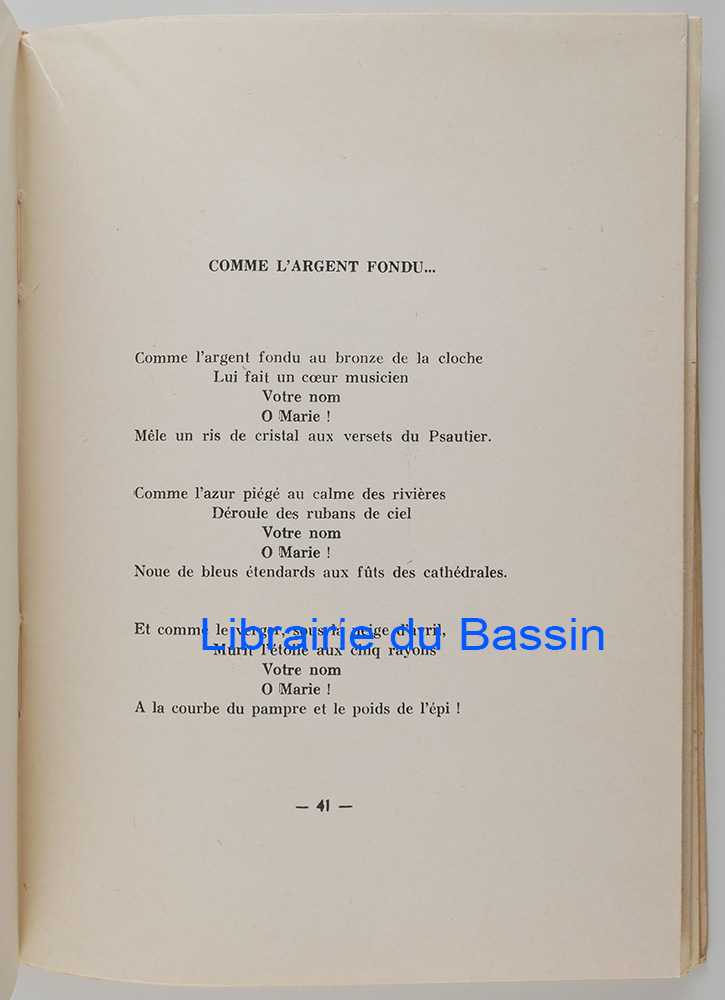 COMME L'ARGENT FONDU...
Comme l'argent fondu au bronze de la cloche
Lui fait un cœur musicien
Votre nom
O Marie !
Mêle un ris de cristal aux versets du Psautier.
Comme l'azur piégé au calme des rivières
Déroule des rubans de ciel
Votre nom
O Marie !
Noue de bleus étendards aux fûts des cathédrales.
Et comme le verger, sous la neige d'avril,
Librairie du Bassin
Mûrit l'étoile aux cinq rayons
Votre nom
O Marie !
A la courbe du pampre et le poids de l'épi !
— 41 —